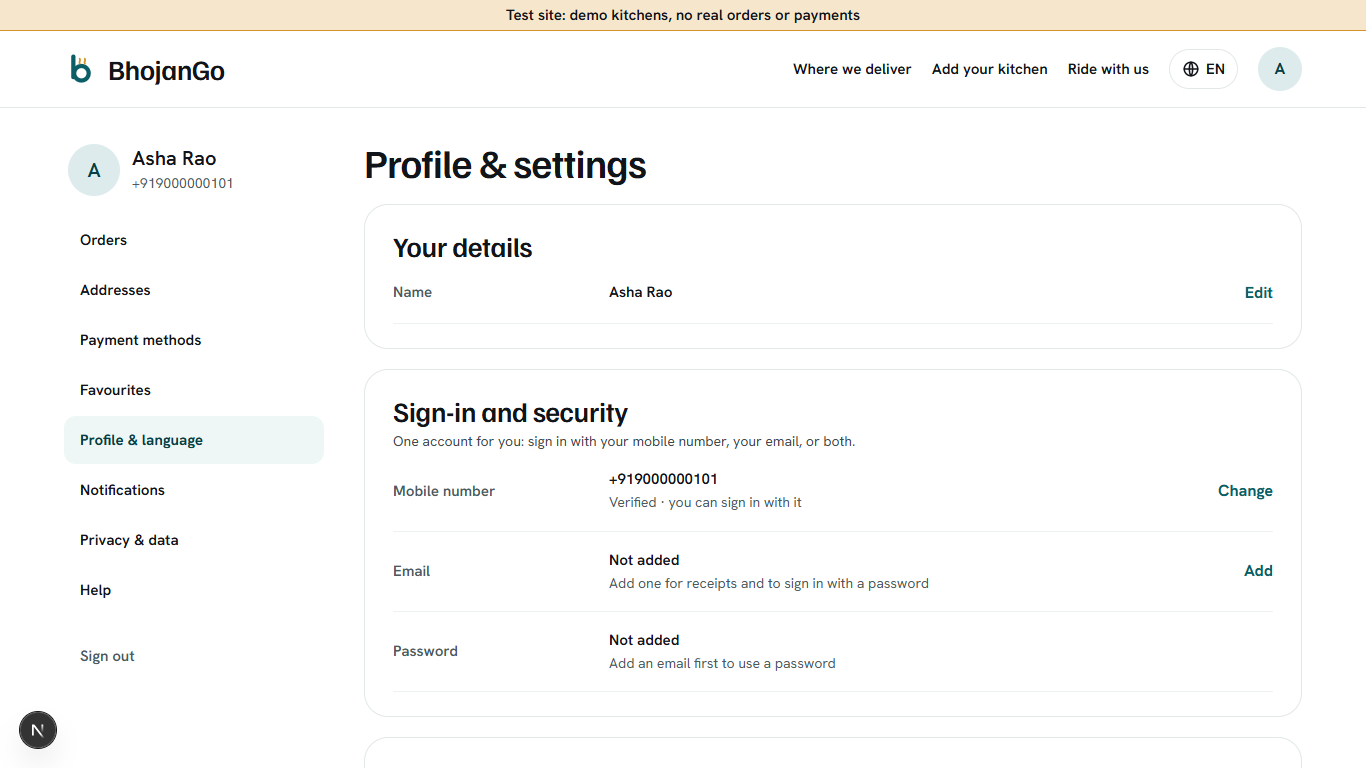 Test site: demo kitchens, no real orders or payments
BhojanGo
Where we deliver
Add your kitchen
Ride with us
EN
A
A
Asha Rao
+919000000101
Orders
Addresses
Payment methods
Favourites
Profile & language
Notifications
Privacy & data
Help
Sign out
N
Profile & settings
Your details
Name
Asha Rao
Edit
Sign-in and security
One account for you: sign in with your mobile number, your email, or both.
Mobile number
+919000000101
Verified · you can sign in with it
Change
Email
Not added
Add one for receipts and to sign in with a password
Add
Password
Not added
Add an email first to use a password